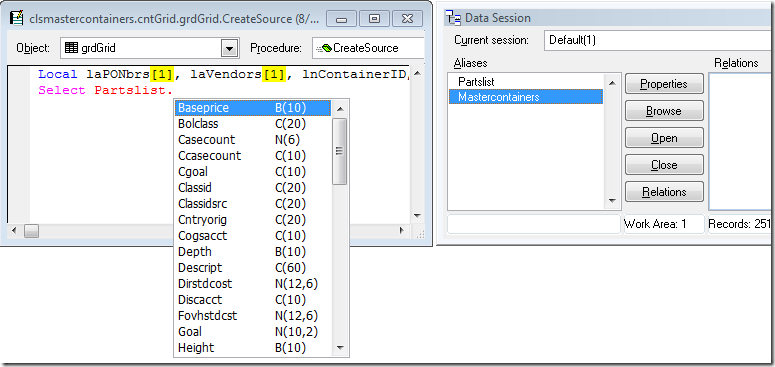 clsmastercontainers.cntGrid.grdGrid.CreateSource (8/...
Object: grdGrid Procedure: CreateSource
Local laPONbrs[1], laVendors[1], lnContainerID,
Select Partslist.
Baseprice B(10)
Bolclass C(20)
Casecount N(6)
Ccasecount C(10)
Cgoal C(10)
Classid C(20)
Classidsrc C(20)
Cntryorig C(20)
Cogsacct C(10)
Depth B(10)
Descript C(60)
Dirstdcost N(12,6)
Discacct C(10)
Fovhstdcst N(12,6)
Goal N(10,2)
Height B(10)
Data Session
Current session: Default(1)
Aliases
Relations
Partslist
Mastercontainers
Properties
Browse
Open
Close
Relations
Work Area: 1 Records: 251